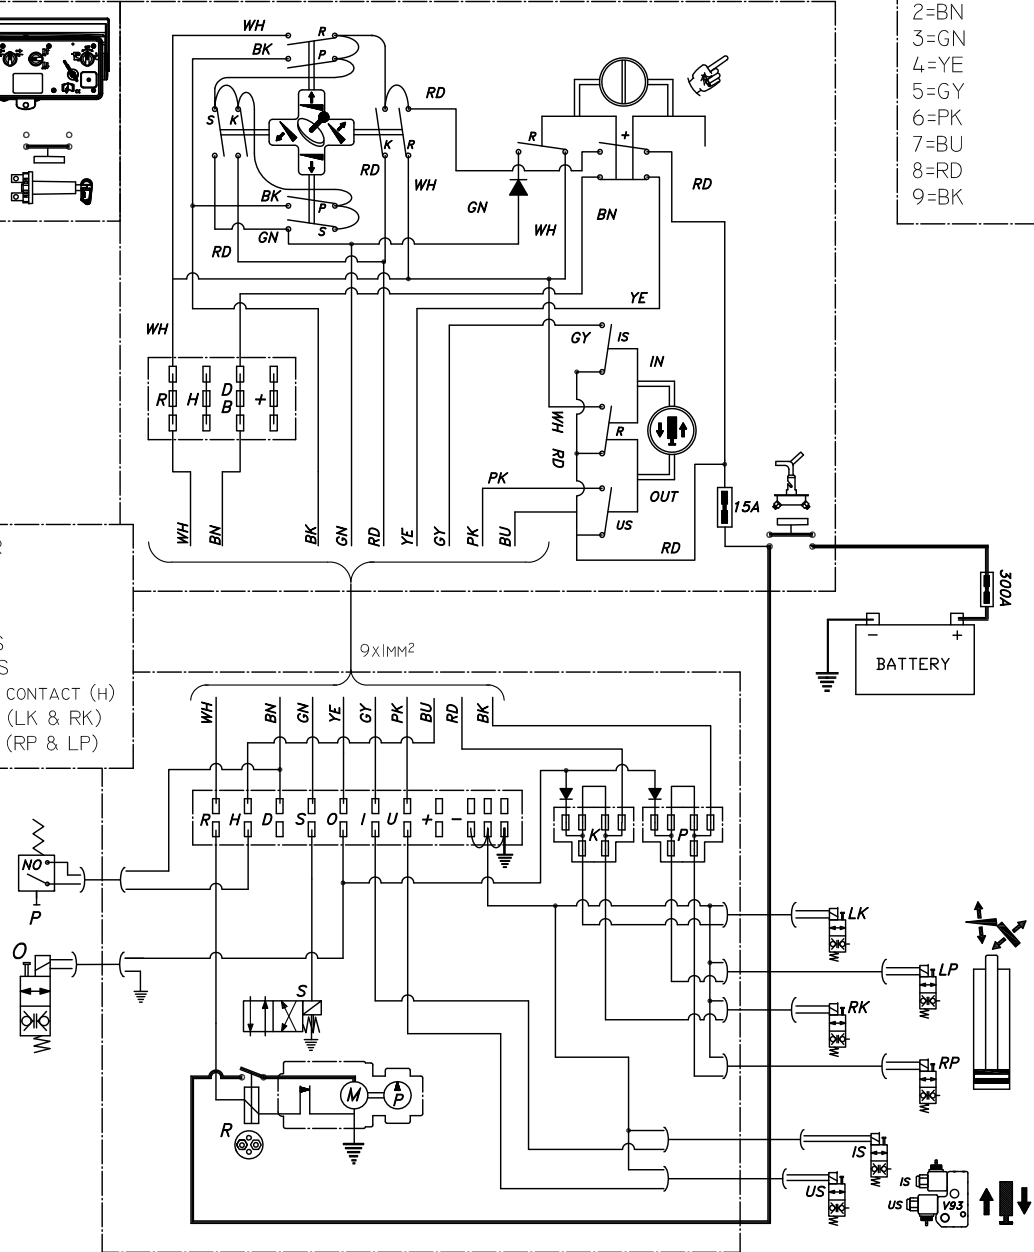 2=BN
3=GN
4=YE
5=GY
6=PK
7=BU
8=RD
9=BK
WH
R
BK
P
RD
S
K
K
R
RD
WH
BK
P
GN
S
RD
R
+
GN
WH
BN
RD
YE
WH
R
H
D
B
+
GY
IS
IN
WH
R
RD
PK
OUT
US
RD
15A
300A
WH
BN
BK
GN
RD
YE
GY
PK
BU
- +
BATTERY
9x1MM²
S
S
CONTACT (H)
(LK & RK)
(RP & LP)
WH
BN
GN
YE
GY
PK
BU
RD
BK
R H D S O I U + -
K
P
NO
P
O
S
R
M
P
LK
LP
RK
RP
IS
US
IS
US
V93